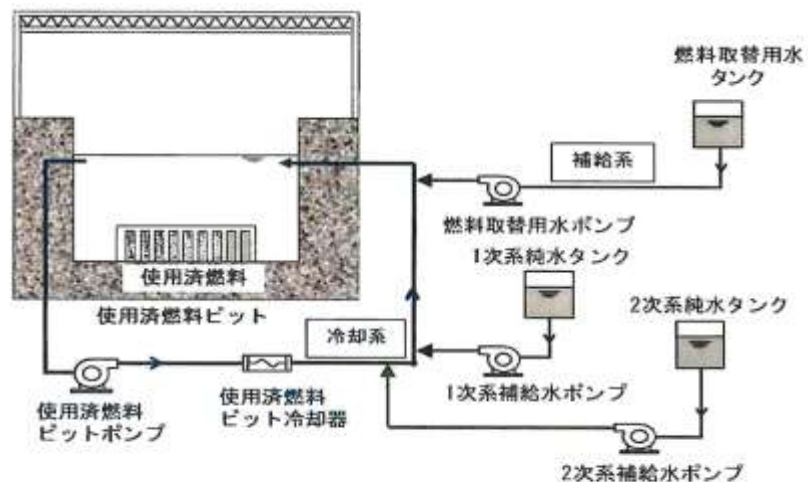 燃料取替用水
タンク
補給系
燃料取替用水ポンプ
1次系純水タンク
使用済燃料
使用済燃料ピット
冷却系
2次系純水タンク
使用済燃料
ピットポンプ
使用済燃料
ピット冷却器
1次系補給水ポンプ
2次系補給水ポンプ